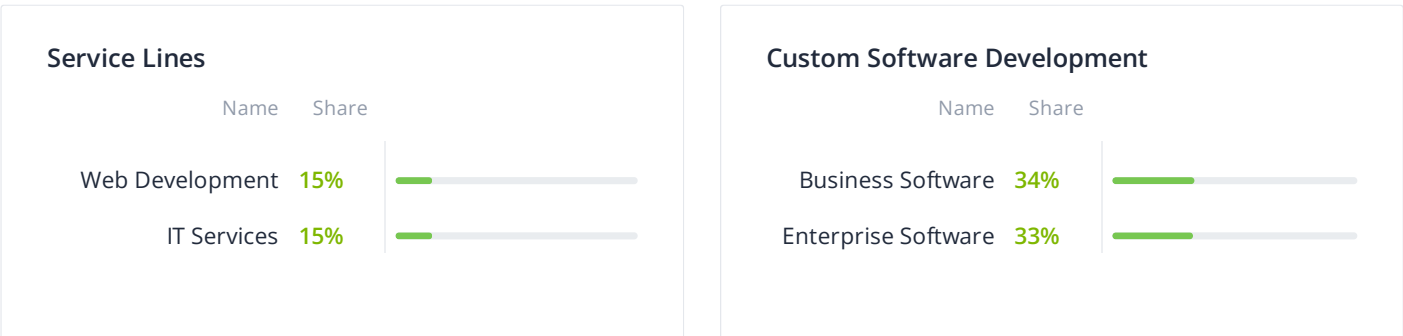 Service Lines
Name Share
Web Development 15%
IT Services 15%
Custom Software Development
Name Share
Business Software 34%
Enterprise Software 33%